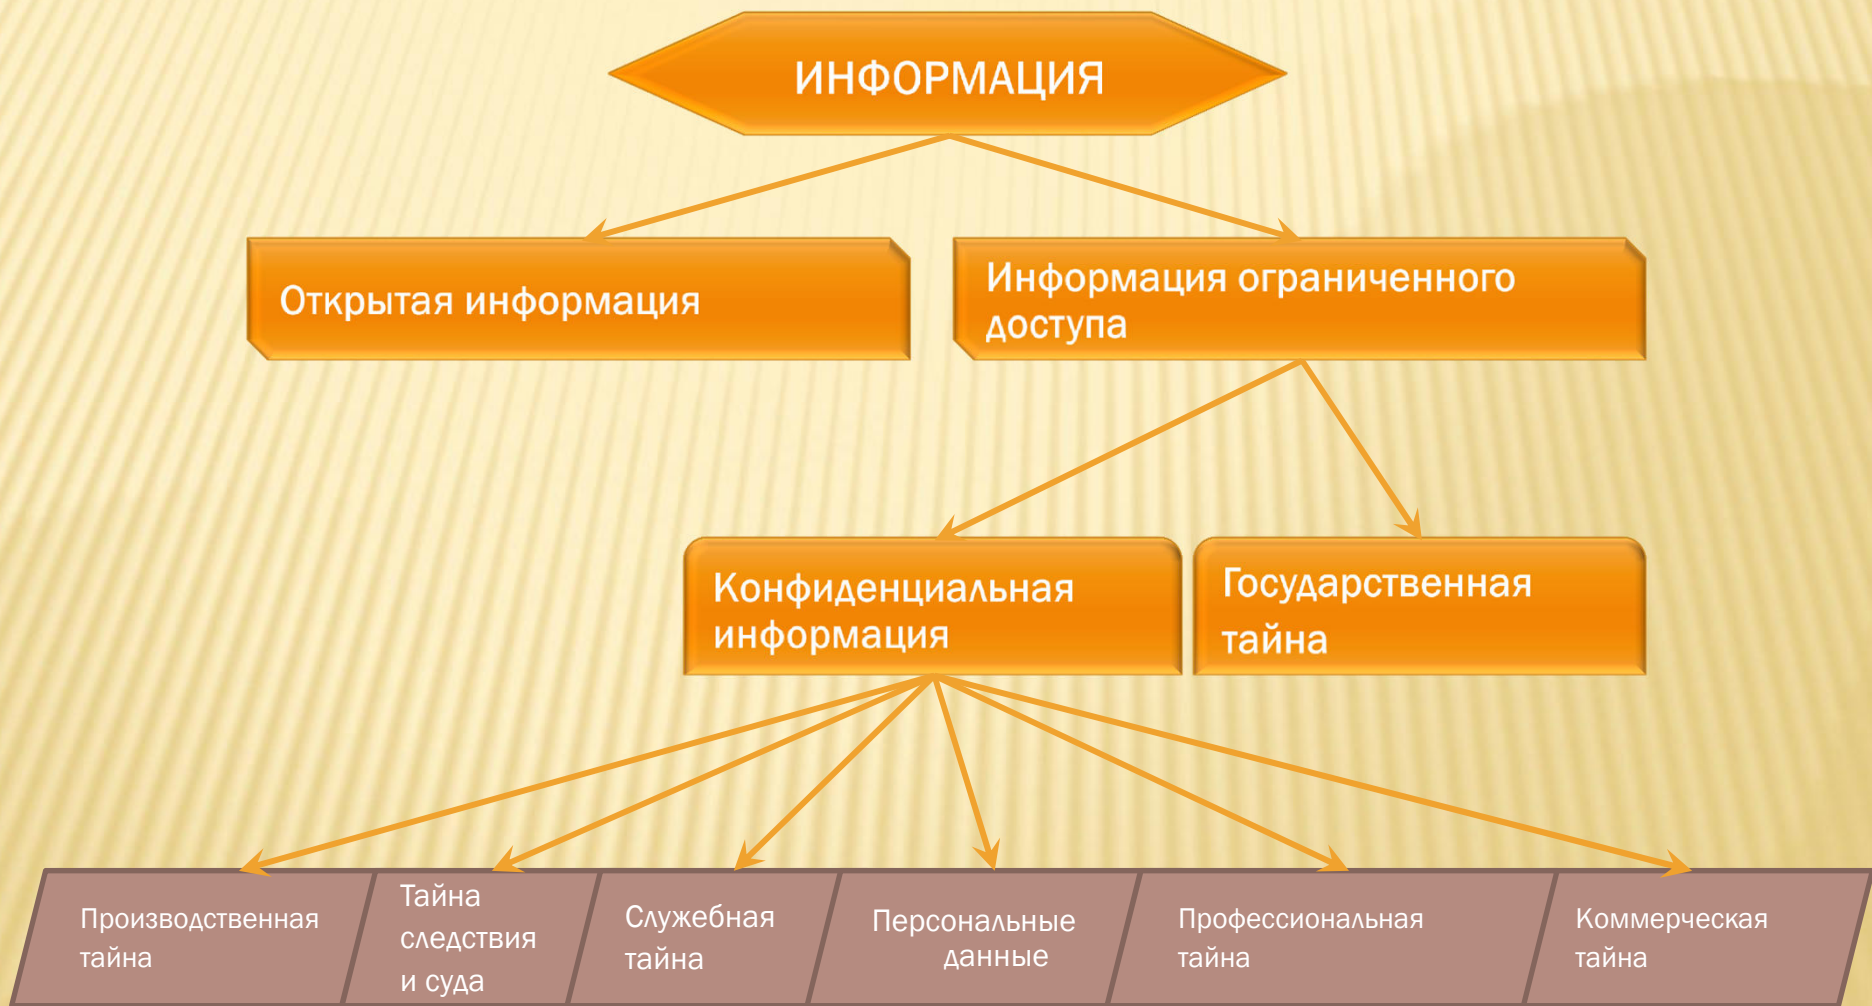 ИНФОРМАЦИЯ
Открытая информация
Информация ограниченного
доступа
Конфиденциальная
информация
Государственная
тайна
Производственная
тайна
Тайна
следствия
и суда
Служебная
тайна
Персональные
данные
Профессиональная
тайна
Коммерческая
тайна